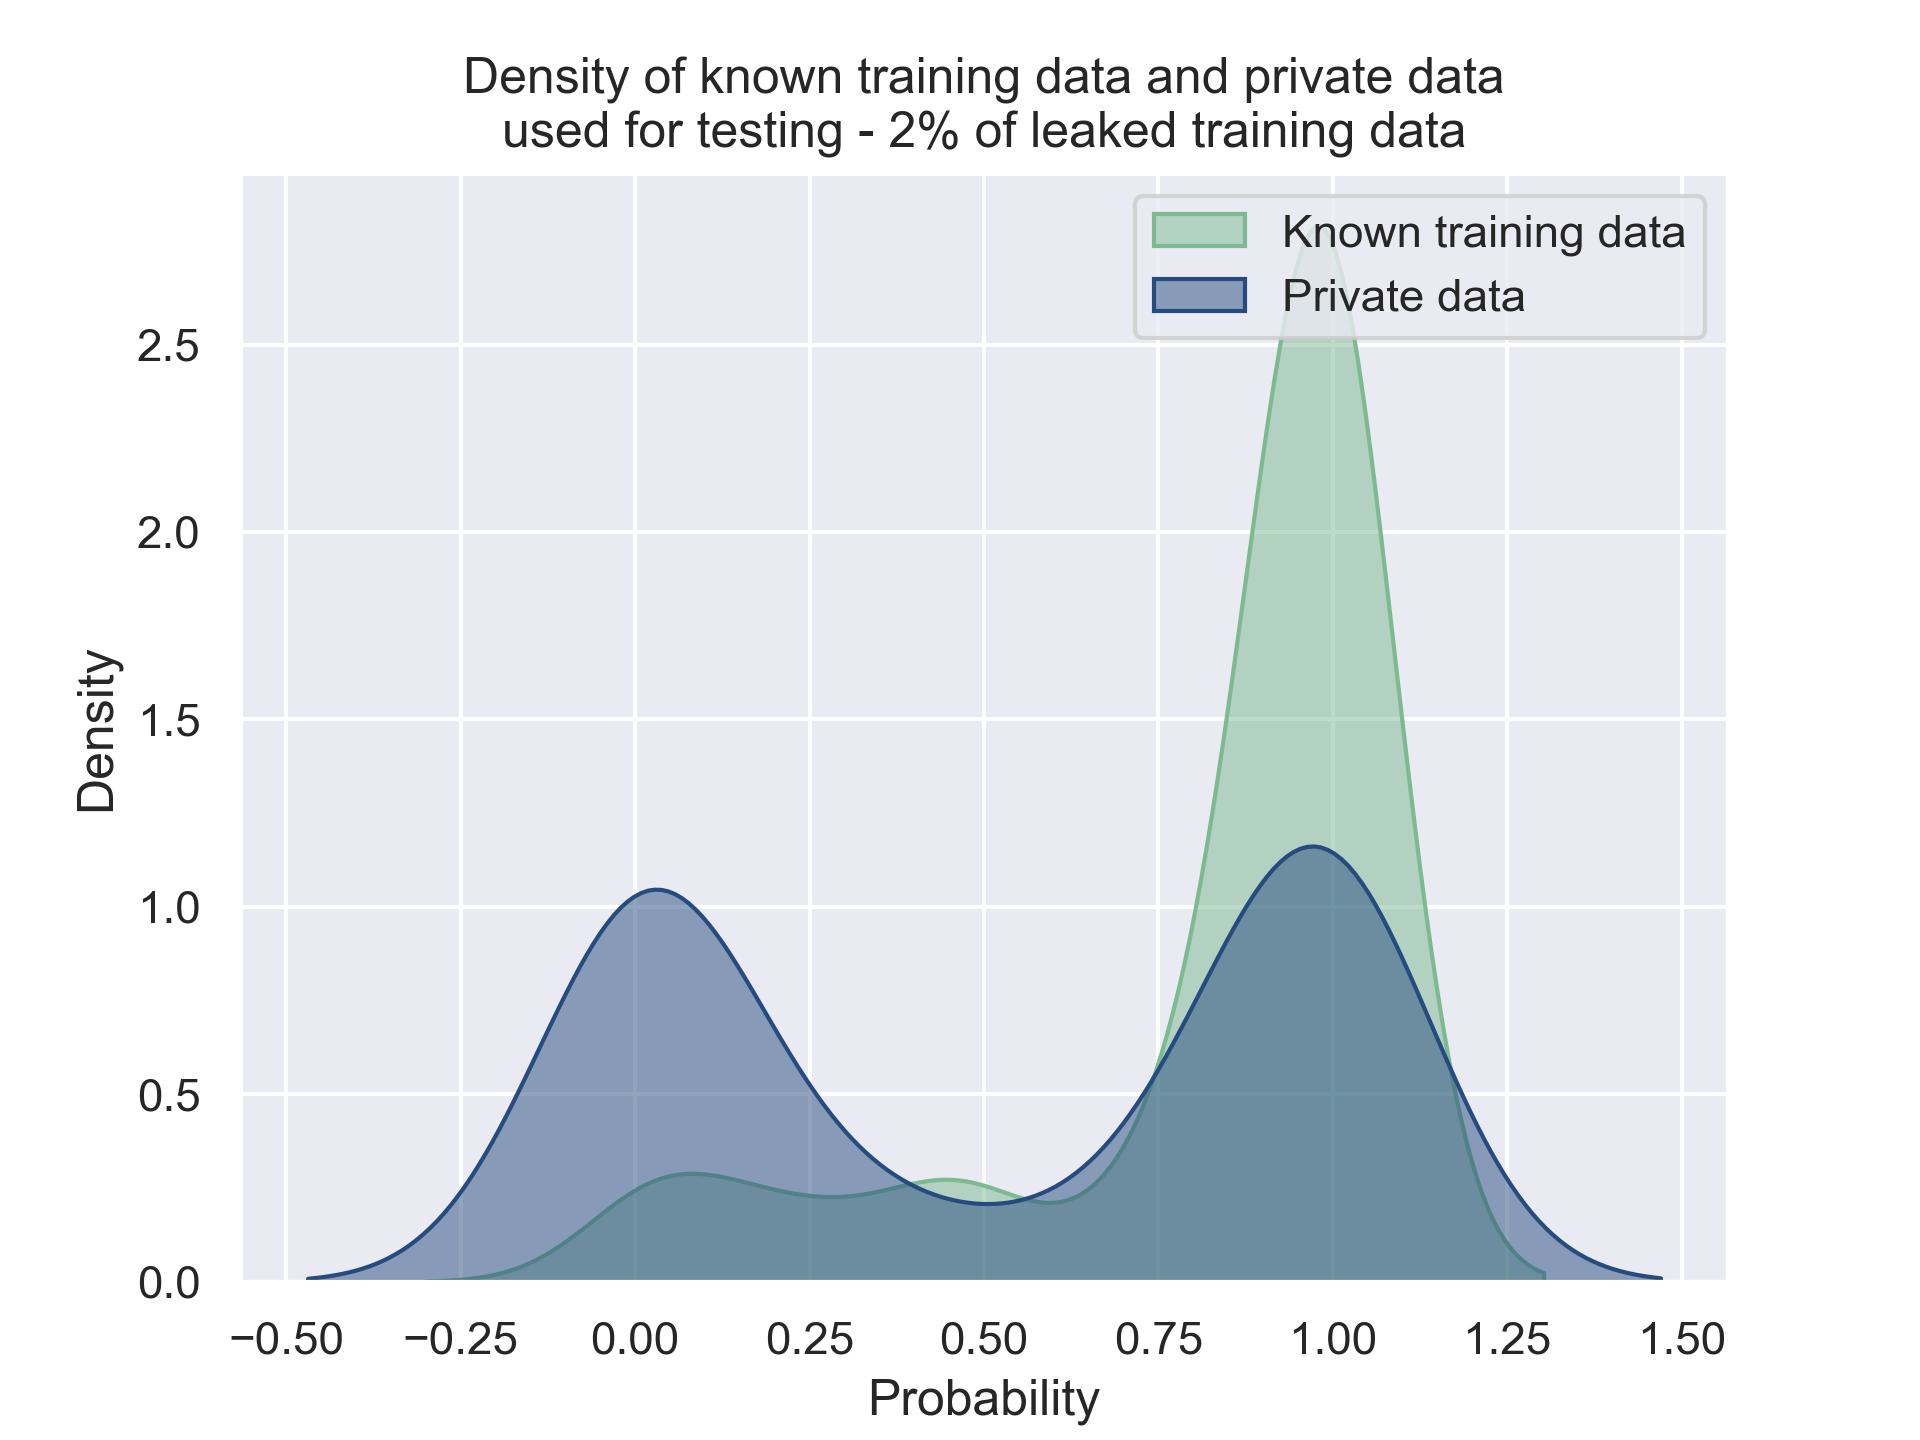 Density of known training data and private data
used for testing - 2% of leaked training data
Known training data
Private data
2.5
2.0
1.5
1.0
0.5
0.0
Density
−0.50 −0.25 0.00 0.25 0.50 0.75 1.00 1.25 1.50
Probability